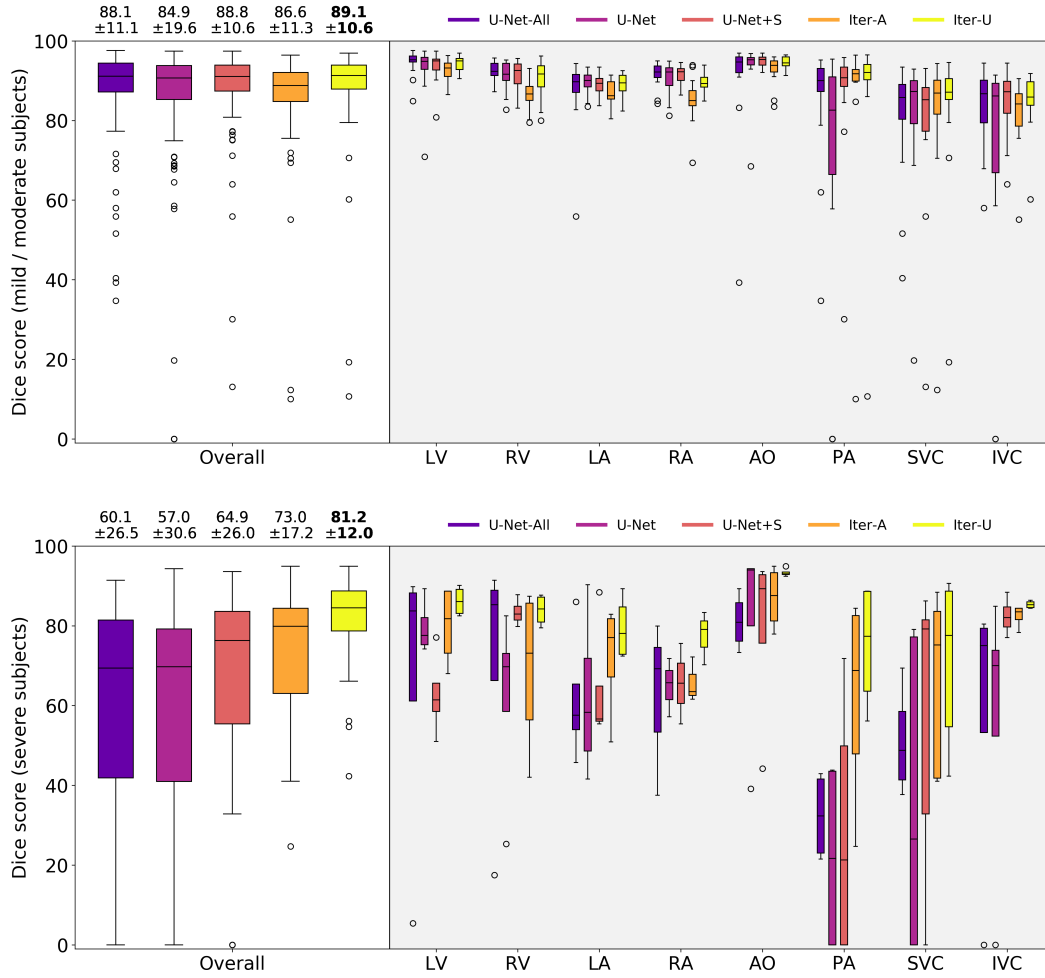 88.1 84.9 88.8 86.6 89.1
±11.1 ±19.6 ±10.6 ±11.3 ±10.6
U-Net-All U-Net U-Net+S Iter-A Iter-U
Dice score (mild / moderate subjects)
100
80
60
40
20
0
Overall LV RV LA RA AO PA SVC IVC
60.1 57.0 64.9 73.0 81.2
±26.5 ±30.6 ±26.0 ±17.2 ±12.0
U-Net-All U-Net U-Net+S Iter-A Iter-U
Dice score (severe subjects)
100
80
60
40
20
0
Overall LV RV LA RA AO PA SVC IVC